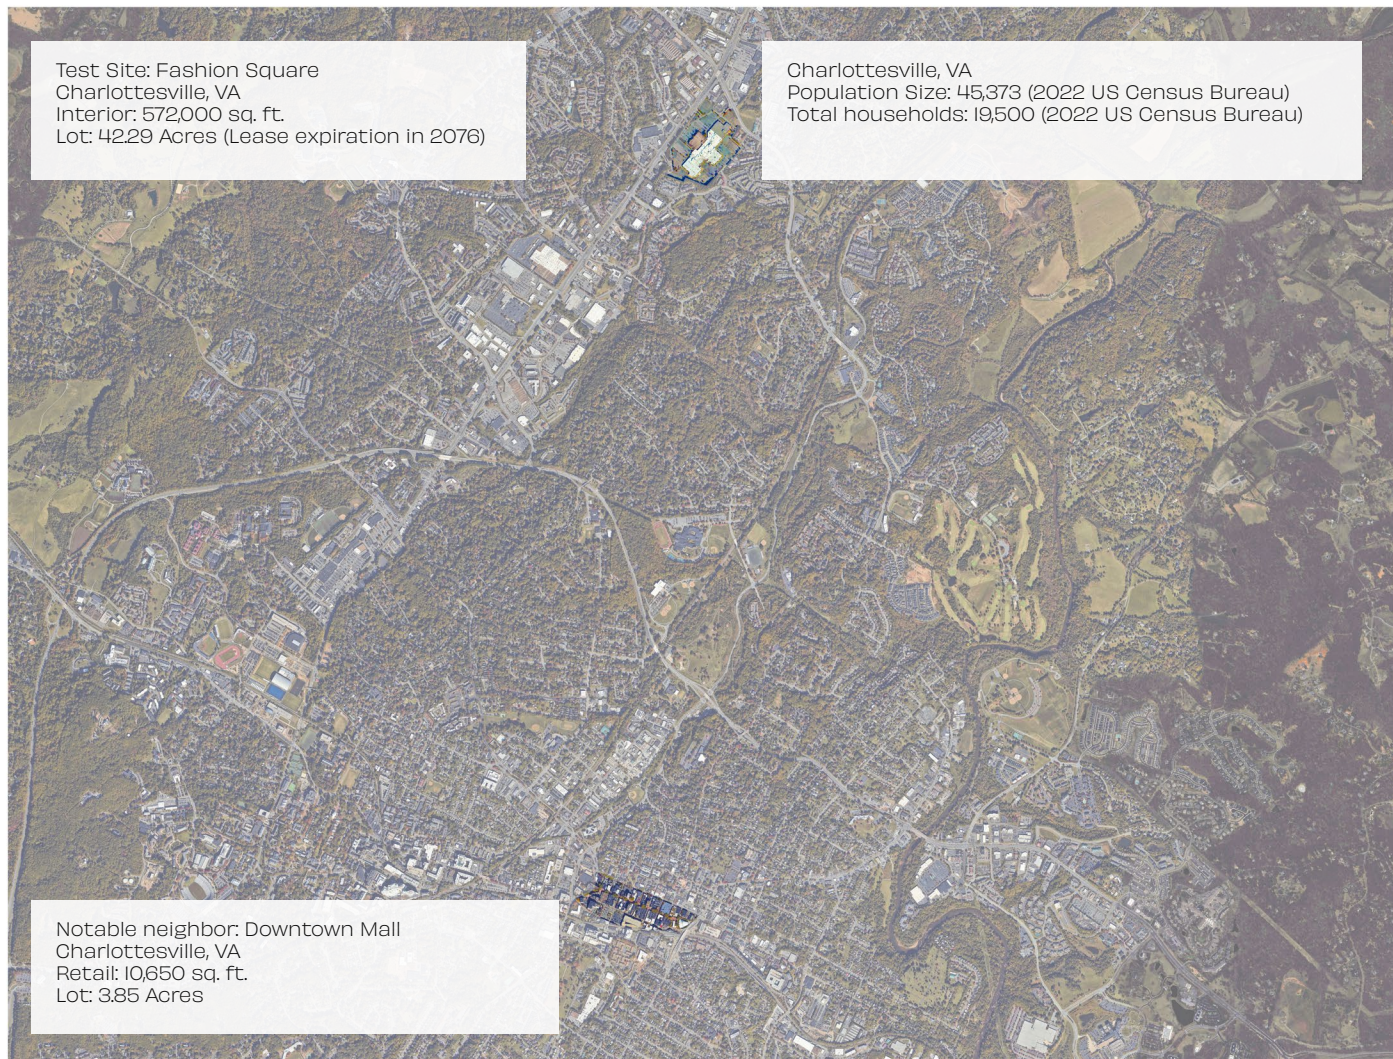 Test Site: Fashion Square
Charlottesville, VA
Interior: 572,000 sq. ft.
Lot: 42.29 Acres (Lease expiration in 2076)
Charlottesville, VA
Population Size: 45,373 (2022 US Census Bureau)
Total households: 19,500 (2022 US Census Bureau)
Notable neighbor: Downtown Mall
Charlottesville, VA
Retail: 10,650 sq. ft.
Lot: 3.85 Acres